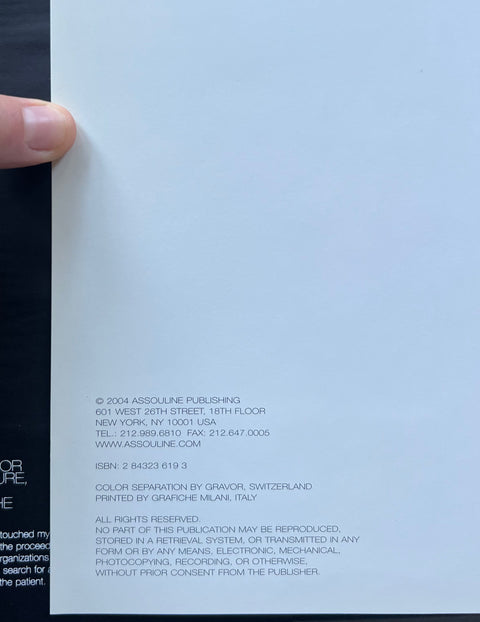 © 2004 ASSOULINE PUBLISHING
601 WEST 26TH STREET, 18TH FLOOR
NEW YORK, NY 10001 USA
TEL.: 212.989.6810 FAX: 212.647.0005
WWW.ASSOULINE.COM
ISBN: 2 84323 619 3
COLOR SEPARATION BY GRAVOR, SWITZERLAND
PRINTED BY GRAFICHE MILANI, ITALY
ALL RIGHTS RESERVED.
NO PART OF THIS PUBLICATION MAY BE REPRODUCED,
STORED IN A RETRIEVAL SYSTEM, OR TRANSMITTED IN ANY
FORM OR BY ANY MEANS, ELECTRONIC, MECHANICAL,
PHOTOCOPYING, RECORDING, OR OTHERWISE,
WITHOUT PRIOR CONSENT FROM THE PUBLISHER.
OR
URE,
HE
touched my
the proceed
rganizations
search for
the patient.